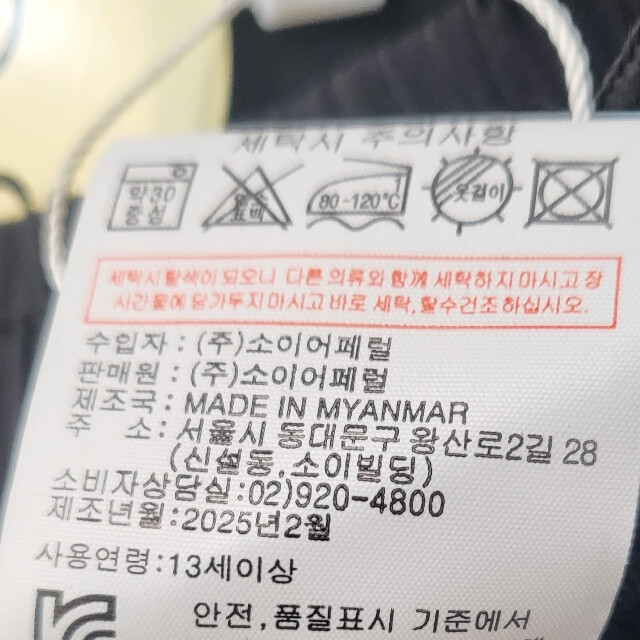 세탁시 주의사항
약30
중성
염소
표백
80-120℃
옷걸이
세탁시 탈색이 되오니 다른 의류와 함께 세탁하지 마시고 장
시간 물에 담가두지 마시고 바로 세탁,탈수건조 하십시오.
수입자 : (주)소이어페럴
판매원 : (주)소이어페럴
제조국 : MADE IN MYANMAR
주 소 : 서울시 동대문구 왕산로2길 28
(신설동,소이빌딩)
소비자상담실:02)920-4800
제조년월:2025년2월
사용연령:13세이상
안전,품질표시 기준에서